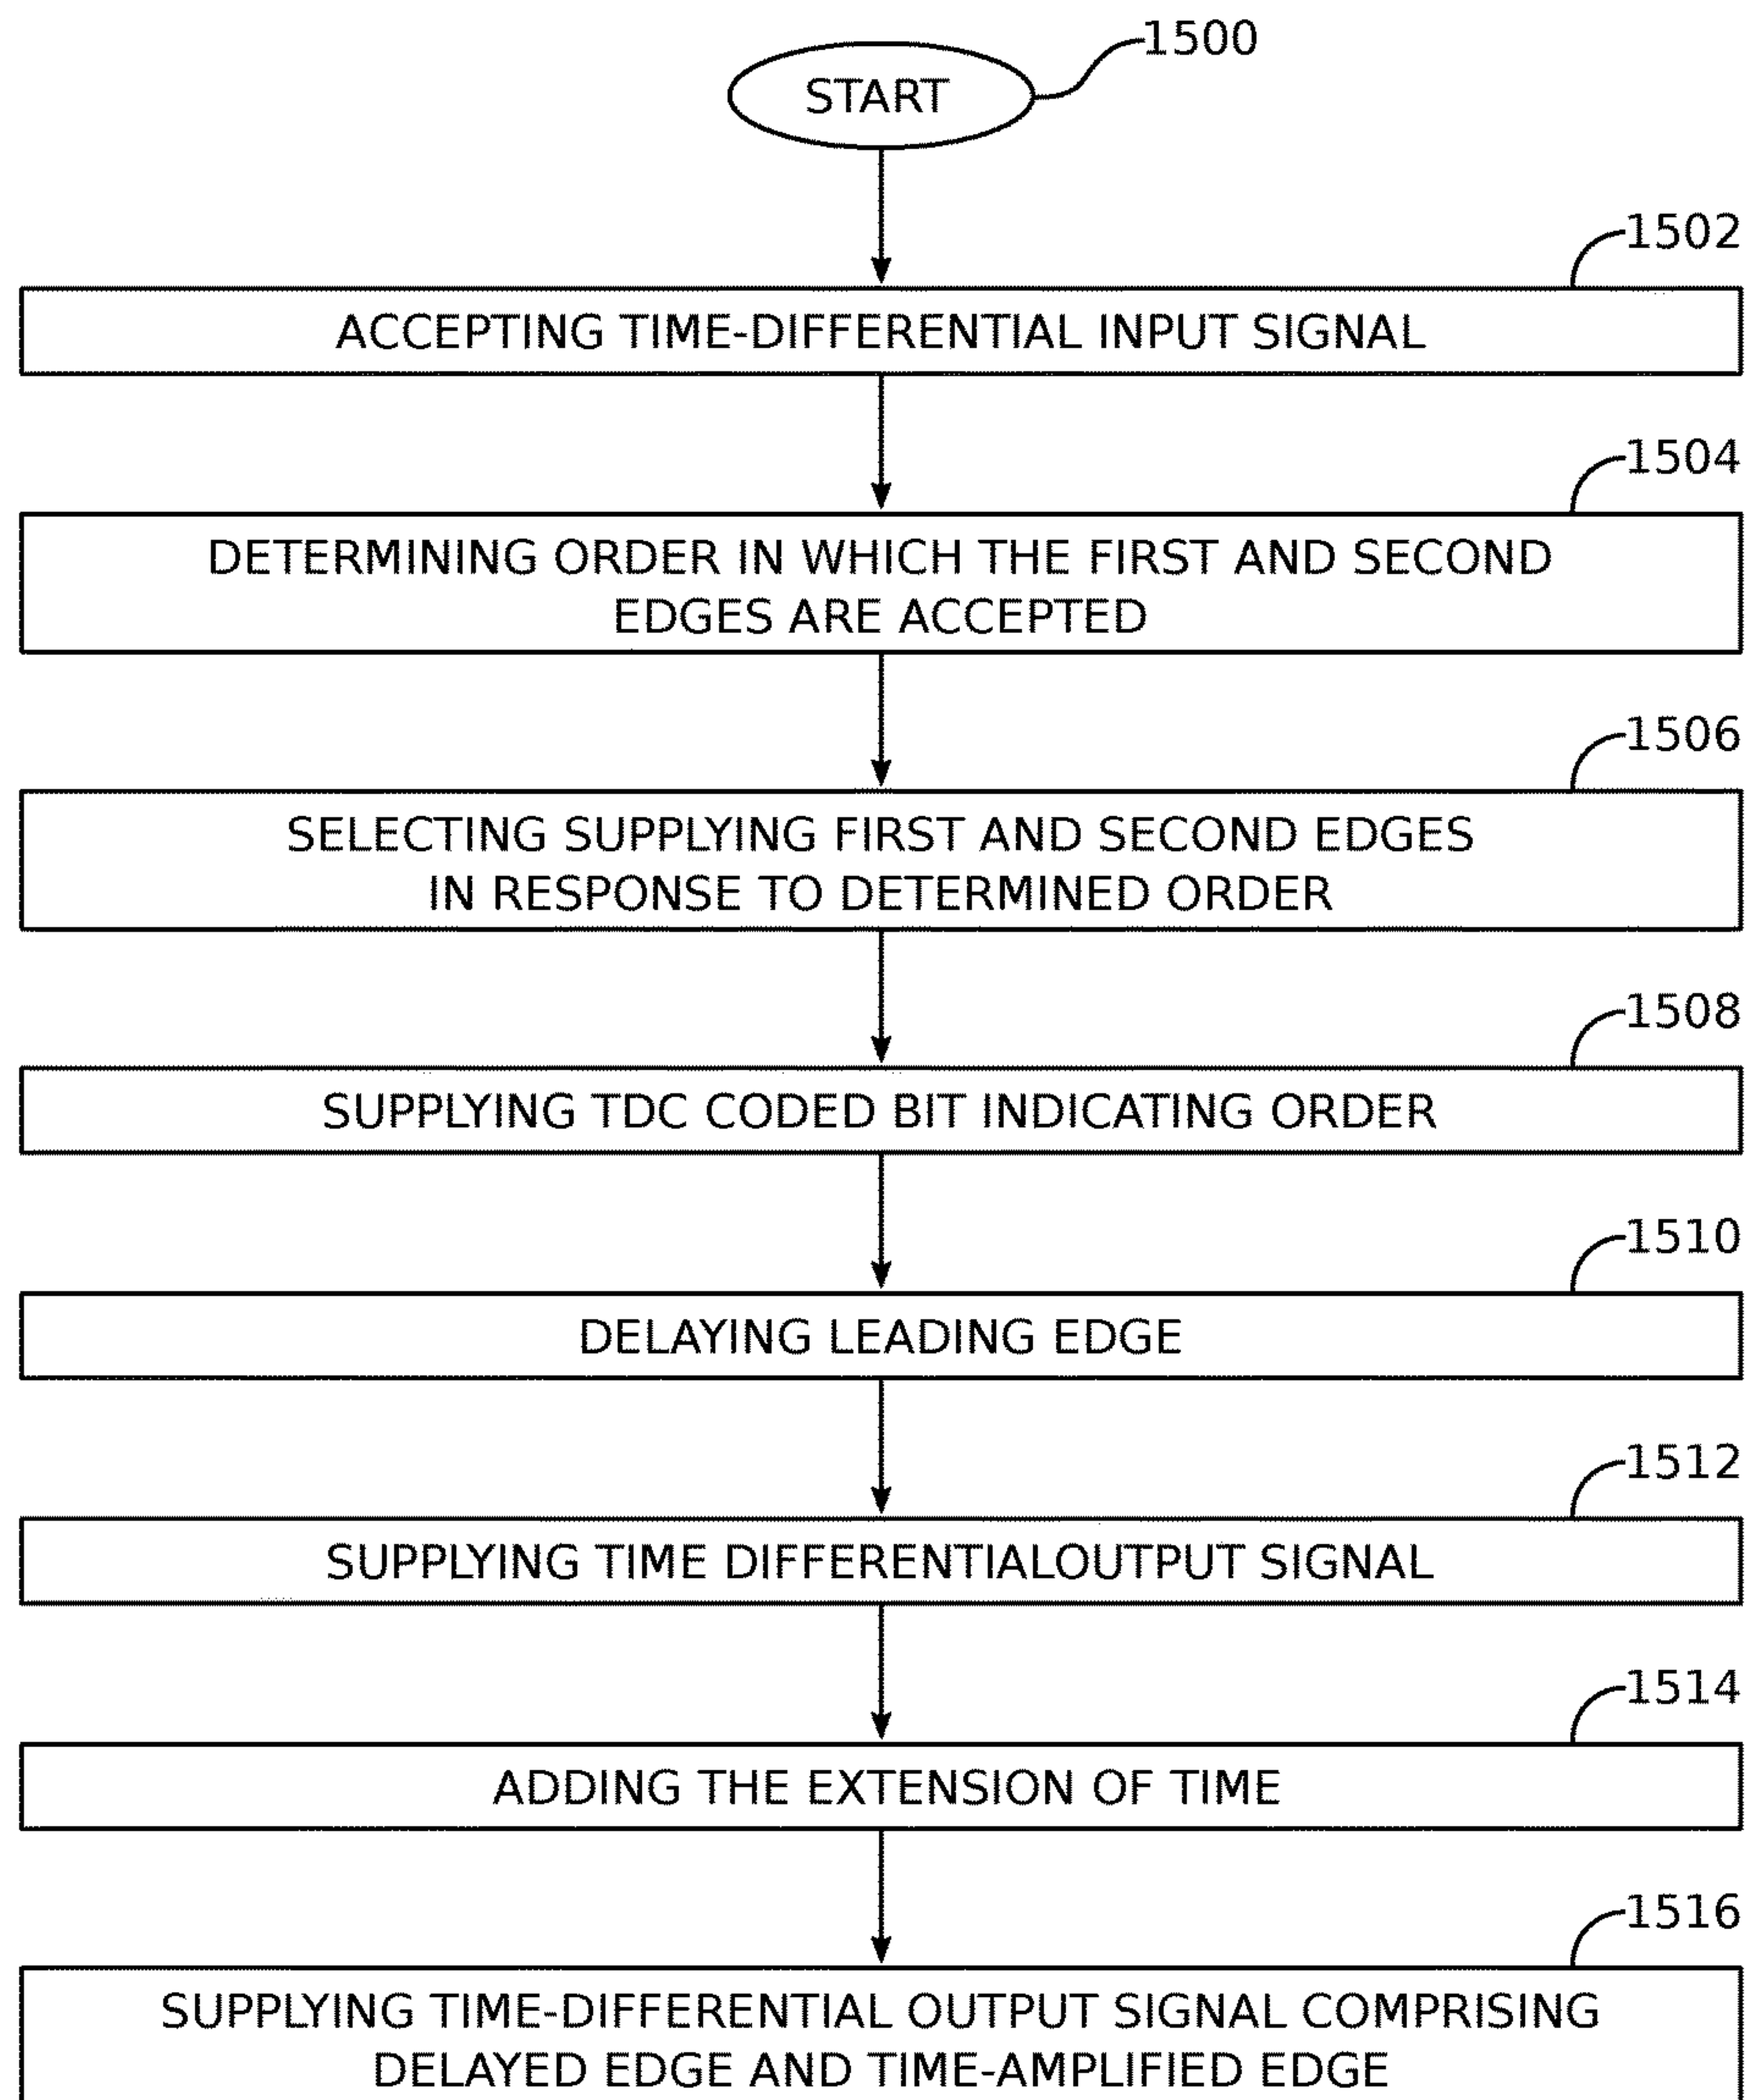 1500
START
1502
ACCEPTING TIME-DIFFERENTIAL INPUT SIGNAL
1504
DETERMINING ORDER IN WHICH THE FIRST AND SECOND
EDGES ARE ACCEPTED
1506
SELECTING SUPPLYING FIRST AND SECOND EDGES
IN RESPONSE TO DETERMINED ORDER
1508
SUPPLYING TDC CODED BIT INDICATING ORDER
1510
DELAYING LEADING EDGE
1512
SUPPLYING TIME DIFFERENTIALOUTPUT SIGNAL
1514
ADDING THE EXTENSION OF TIME
1516
SUPPLYING TIME-DIFFERENTIAL OUTPUT SIGNAL COMPRISING
DELAYED EDGE AND TIME-AMPLIFIED EDGE